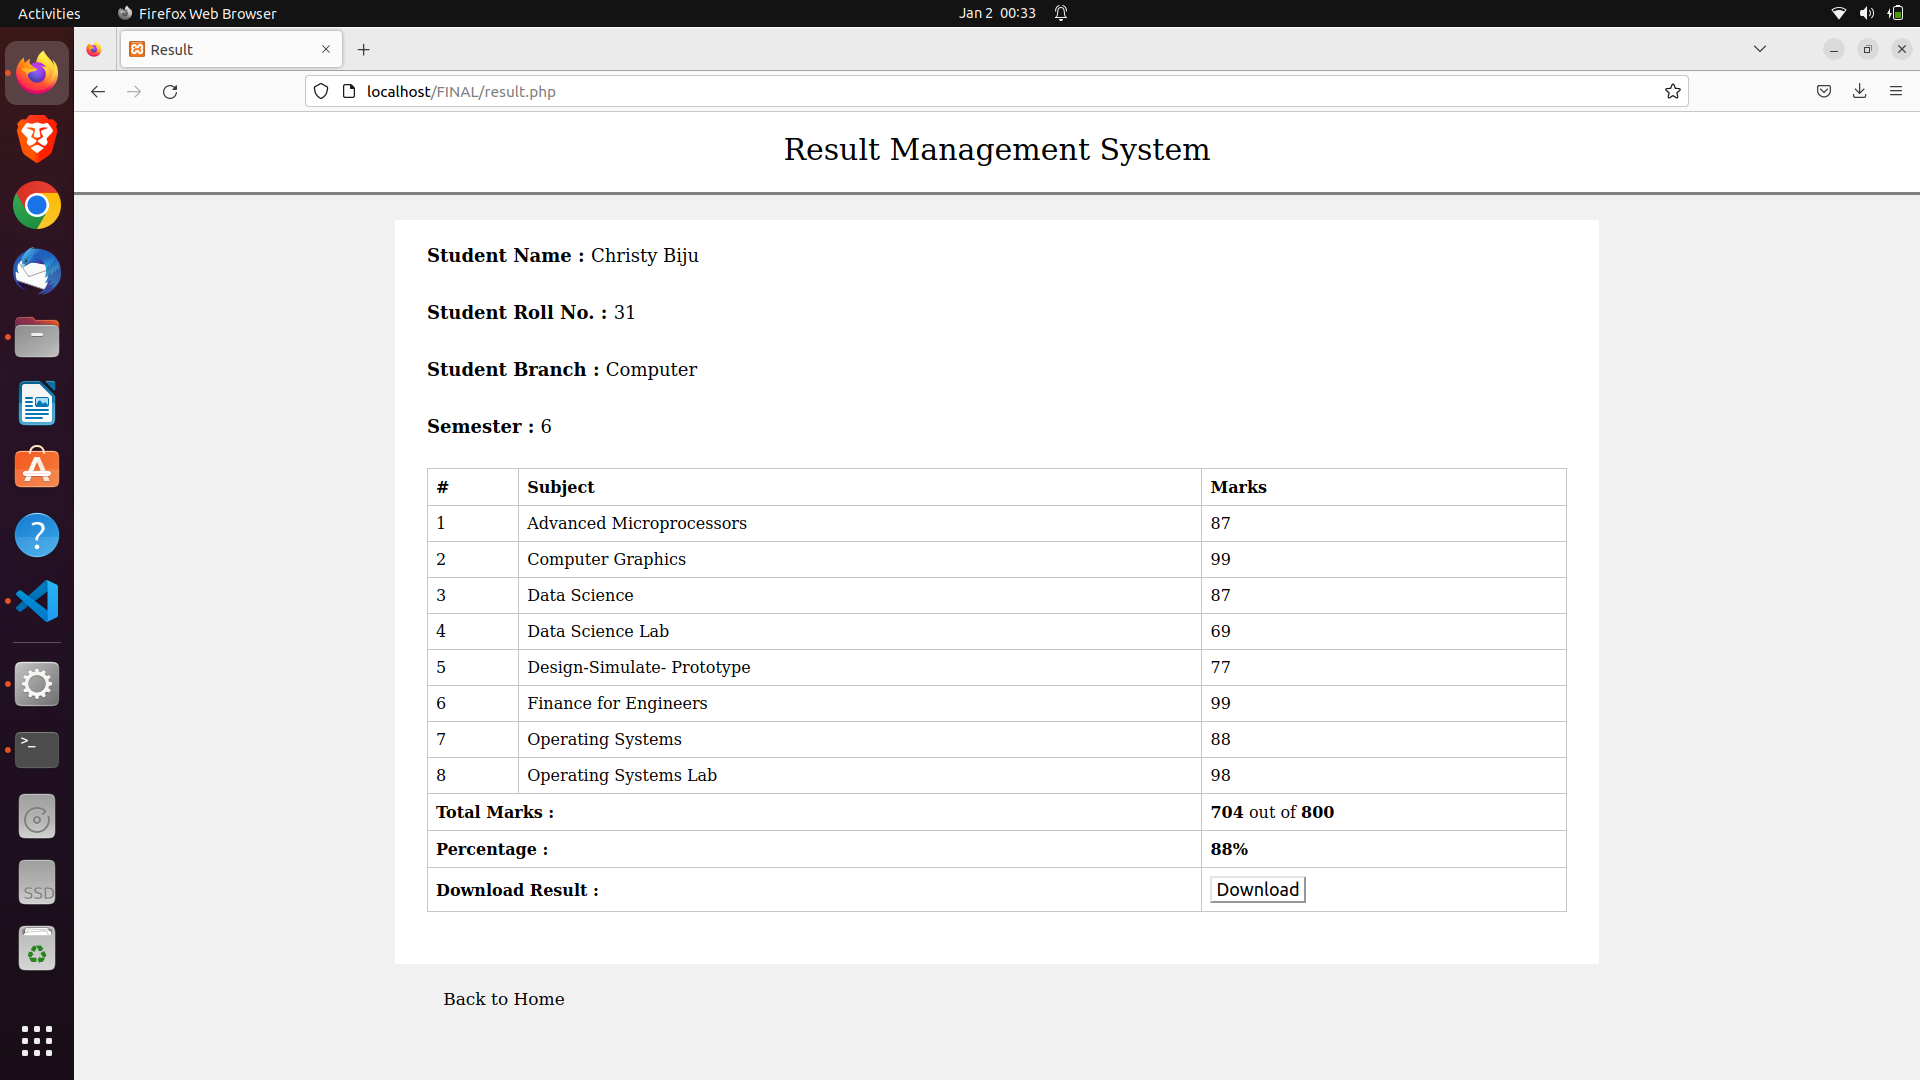 Activities Firefox Web Browser Jan 2 00:33
Result
localhost/FINAL/result.php
Result Management System
Student Name : Christy Biju
Student Roll No. : 31
Student Branch : Computer
Semester : 6
# Subject Marks
1 Advanced Microprocessors 87
2 Computer Graphics 99
3 Data Science 87
4 Data Science Lab 69
5 Design-Simulate- Prototype 77
6 Finance for Engineers 99
7 Operating Systems 88
8 Operating Systems Lab 98
Total Marks : 704 out of 800
Percentage : 88%
Download Result : Download
Back to Home
SSD